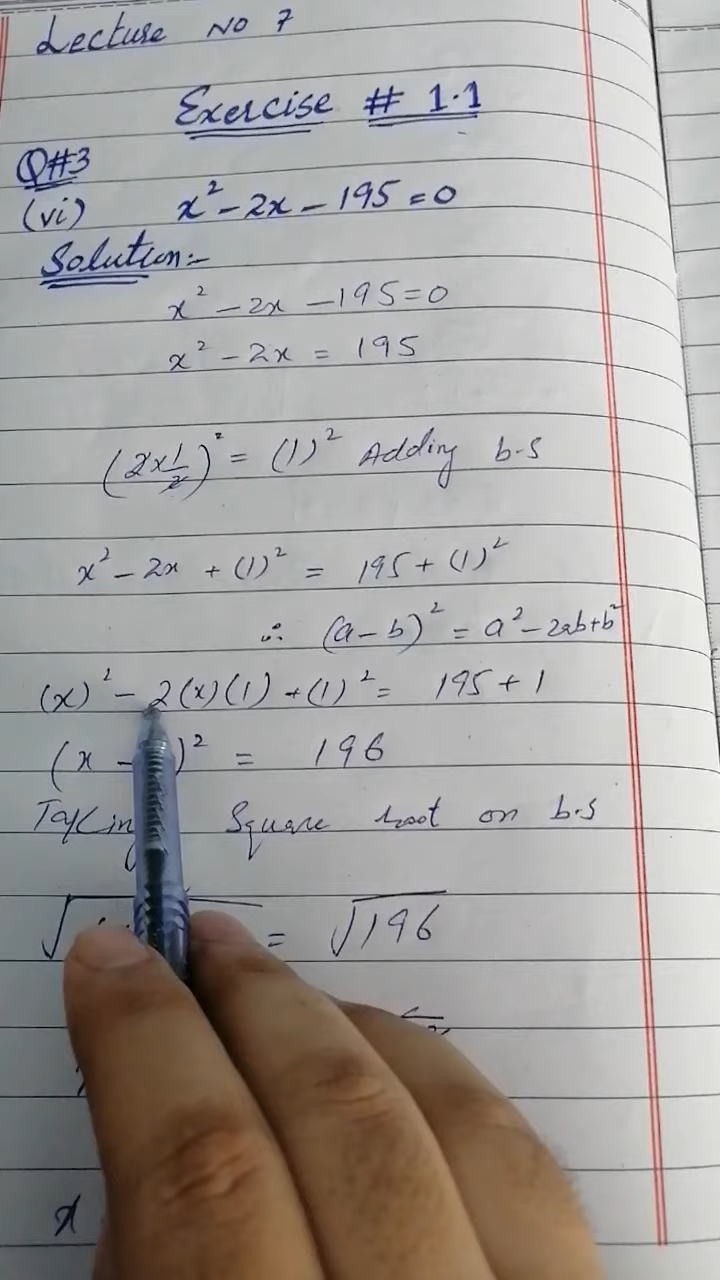 Lecture No 7
Exercise # 1.1
Q#3
(vi) x² - 2x - 195 = 0
Solution:-
x² - 2x - 195 = 0
x² - 2x = 195
(2x1/2)² = (1)² Adding b.s
x² - 2x + (1)² = 195 + (1)²
∴ (a-b)² = a² - 2ab + b²
(x)² - 2(x)(1) + (1)² = 195 + 1
(x - )² = 196
Taking Square root on b.s
√ = √196
x